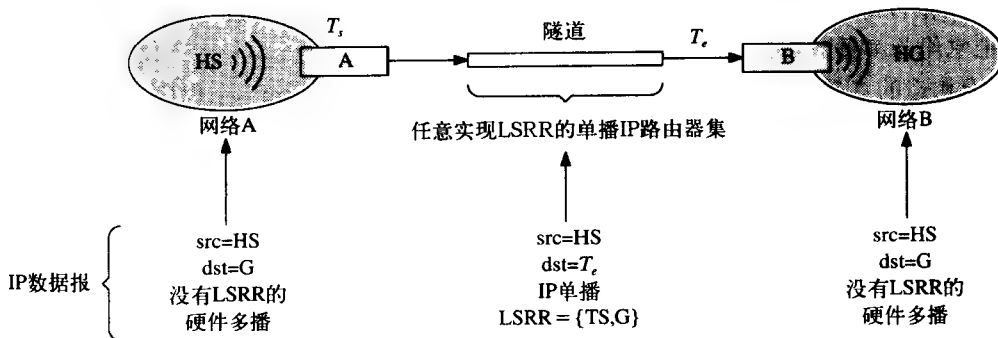 T_s
隧道
T_e
HS
A
B
HG
网络A
任意实现LSRR的单播IP路由器集
网络B
IP数据报
src=HS
dst=G
没有LSRR的
硬件多播
src=HS
dst=T_e
IP单播
LSRR = {TS,G}
src=HS
dst=G
没有LSRR的
硬件多播